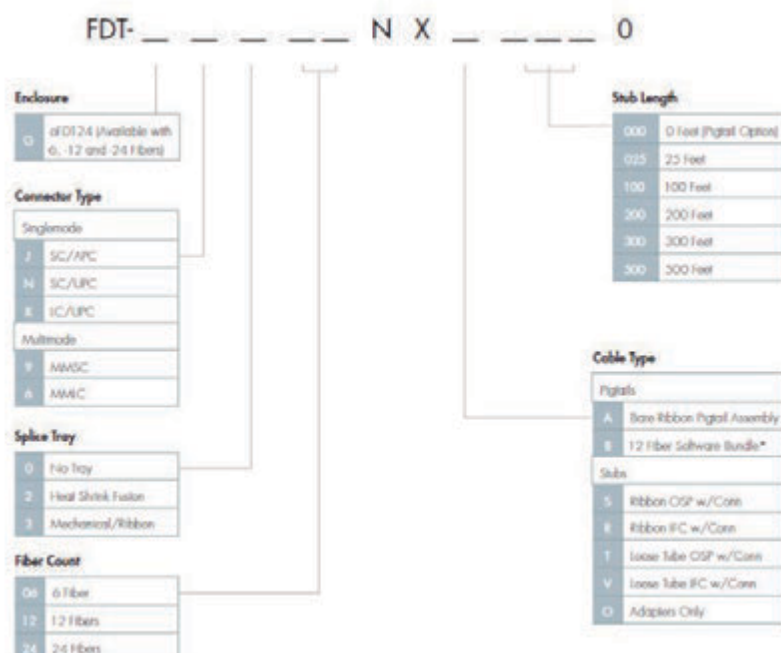 FDT- _ _ _ _ _ N X _ _ _ _ 0
Enclosure
O
oFDT24 (Available with
6, -12 and -24 Fibers)
Connector Type
Singlemode
J SC/APC
N SC/UPC
LC/UPC
Multimode
9 MMSC
6 MMLC
Splice Tray
0 No Tray
2 Heat Shrink Fusion
3 Mechanical/Ribbon
Fiber Count
06 6 Fiber
12 12 Fibers
24 24 Fibers
Stub Length
000 0 Feet (Pigtail Option)
025 25 Feet
100 100 Feet
200 200 Feet
300 300 Feet
500 500 Feet
Cable Type
Pigtails
A Bare Ribbon Pigtail Assembly
B 12 Fiber Software Bundle*
Stubs
S Ribbon OSP w/Conn
R Ribbon IFC w/Conn
T Loose Tube OSP w/Conn
V Loose Tube IFC w/Conn
O Adapters Only